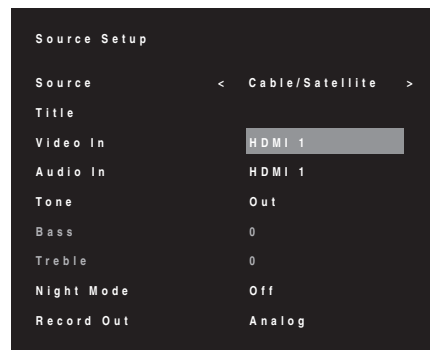 Source Setup
Source < Cable/Satellite >
Title
Video In HDMI 1
Audio In HDMI 1
Tone Out
Bass 0
Treble 0
Night Mode Off
Record Out Analog